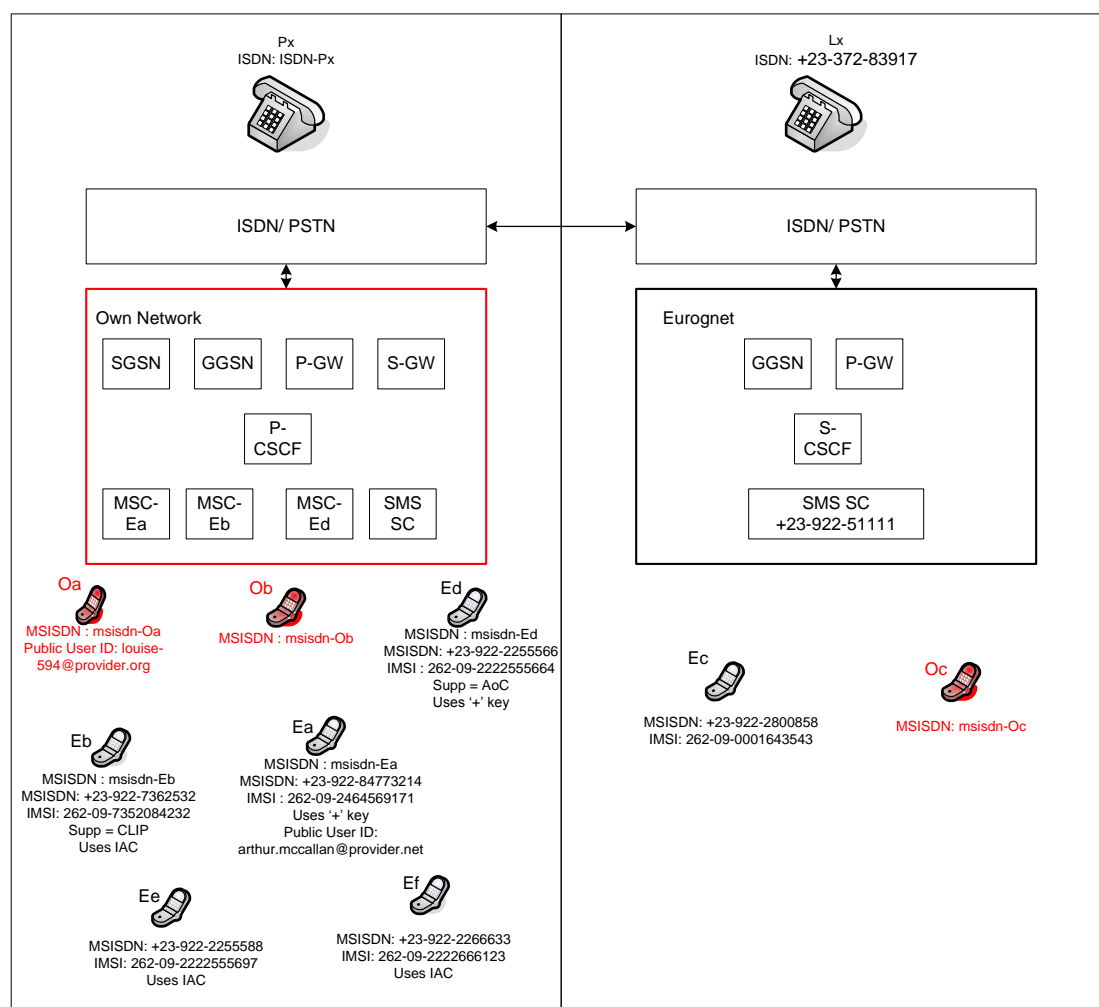 Px
ISDN: ISDN-Px
Lx
ISDN: +23-372-83917
ISDN/ PSTN
ISDN/ PSTN
Own Network
SGSN
GGSN
P-GW
S-GW
P-
CSCF
MSC-
Ea
MSC-
Eb
MSC-
Ed
SMS
SC
Eurognet
GGSN
P-GW
S-
CSCF
SMS SC
+23-922-51111
Oa
MSISDN : msisdn-Oa
Public User ID: louise-
594@provider.org
Ob
MSISDN : msisdn-Ob
Ed
MSISDN : msisdn-Ed
MSISDN: +23-922-2255566
IMSI : 262-09-2222555664
Supp = AoC
Uses ‘+’ key
Ec
MSISDN: +23-922-2800858
IMSI: 262-09-0001643543
Oc
MSISDN: msisdn-Oc
Eb
MSISDN : msisdn-Eb
MSISDN: +23-922-7362532
IMSI: 262-09-7352084232
Supp = CLIP
Uses IAC
Ea
MSISDN : msisdn-Ea
MSISDN: +23-922-84773214
IMSI : 262-09-2464569171
Uses ‘+’ key
Public User ID:
arthur.mccallan@provider.net
Ee
MSISDN: +23-922-2255588
IMSI: 262-09-2222555697
Uses IAC
Ef
MSISDN: +23-922-2266633
IMSI: 262-09-2222666123
Uses IAC